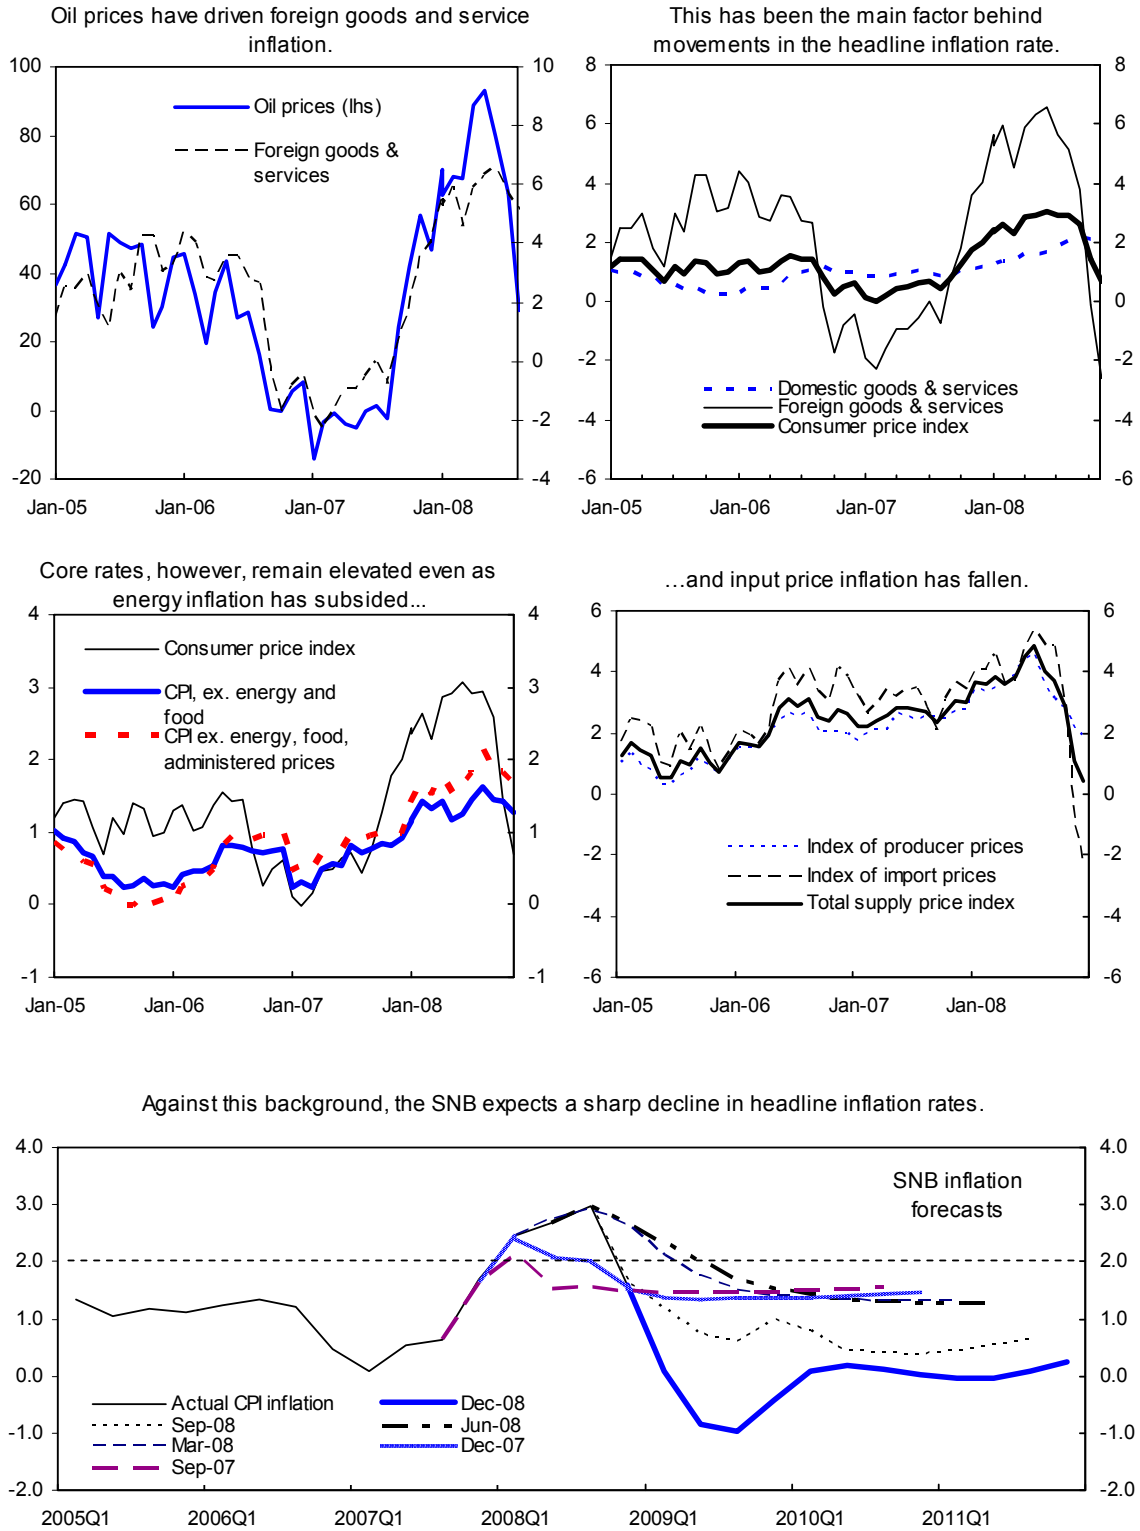 Oil prices have driven foreign goods and service
inflation.
100
80
60
40
20
0
-20
10
8
6
4
2
0
-2
-4
Oil prices (lhs)
Foreign goods &
services
Jan-05 Jan-06 Jan-07 Jan-08
This has been the main factor behind
movements in the headline inflation rate.
8
6
4
2
0
-2
-4
-6
8
6
4
2
0
-2
-4
-6
Domestic goods & services
Foreign goods & services
Consumer price index
Jan-05 Jan-06 Jan-07 Jan-08
Core rates, however, remain elevated even as
energy inflation has subsided...
4
3
2
1
0
-1
4
3
2
1
0
-1
Consumer price index
CPI, ex. energy and
food
CPI ex. energy, food,
administered prices
Jan-05 Jan-06 Jan-07 Jan-08
...and input price inflation has fallen.
6
4
2
0
-2
-4
-6
6
4
2
0
-2
-4
-6
Index of producer prices
Index of import prices
Total supply price index
Jan-05 Jan-06 Jan-07 Jan-08
Against this background, the SNB expects a sharp decline in headline inflation rates.
4.0
3.0
2.0
1.0
0.0
-1.0
-2.0
4.0
3.0
2.0
1.0
0.0
-1.0
-2.0
SNB inflation
forecasts
Actual CPI inflation Dec-08
Sep-08 Jun-08
Mar-08 Dec-07
Sep-07
2005Q1 2006Q1 2007Q1 2008Q1 2009Q1 2010Q1 2011Q1